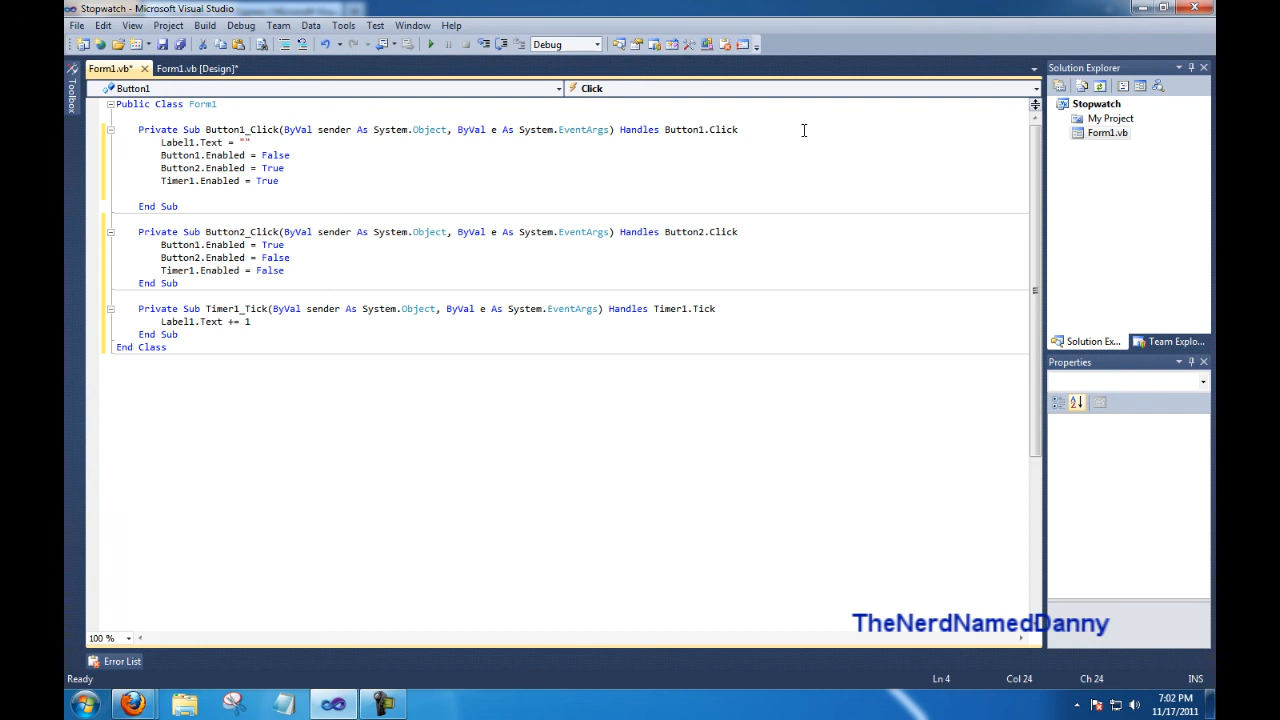 Stopwatch - Microsoft Visual Studio
File Edit View Project Build Debug Team Data Tools Test Window Help
Debug
Form1.vb* Form1.vb [Design]*
Button1 Click
Toolbox
Public Class Form1
Private Sub Button1_Click(ByVal sender As System.Object, ByVal e As System.EventArgs) Handles Button1.Click
Label1.Text = ""
Button1.Enabled = False
Button2.Enabled = True
Timer1.Enabled = True
End Sub
Private Sub Button2_Click(ByVal sender As System.Object, ByVal e As System.EventArgs) Handles Button2.Click
Button1.Enabled = True
Button2.Enabled = False
Timer1.Enabled = False
End Sub
Private Sub Timer1_Tick(ByVal sender As System.Object, ByVal e As System.EventArgs) Handles Timer1.Tick
Label1.Text += 1
End Sub
End Class
Solution Explorer
Stopwatch
My Project
Form1.vb
Solution Ex... Team Explo...
Properties
TheNerdNamedDanny
100 %
Error List
Ready Ln 4 Col 24 Ch 24 INS
7:02 PM
11/17/2011